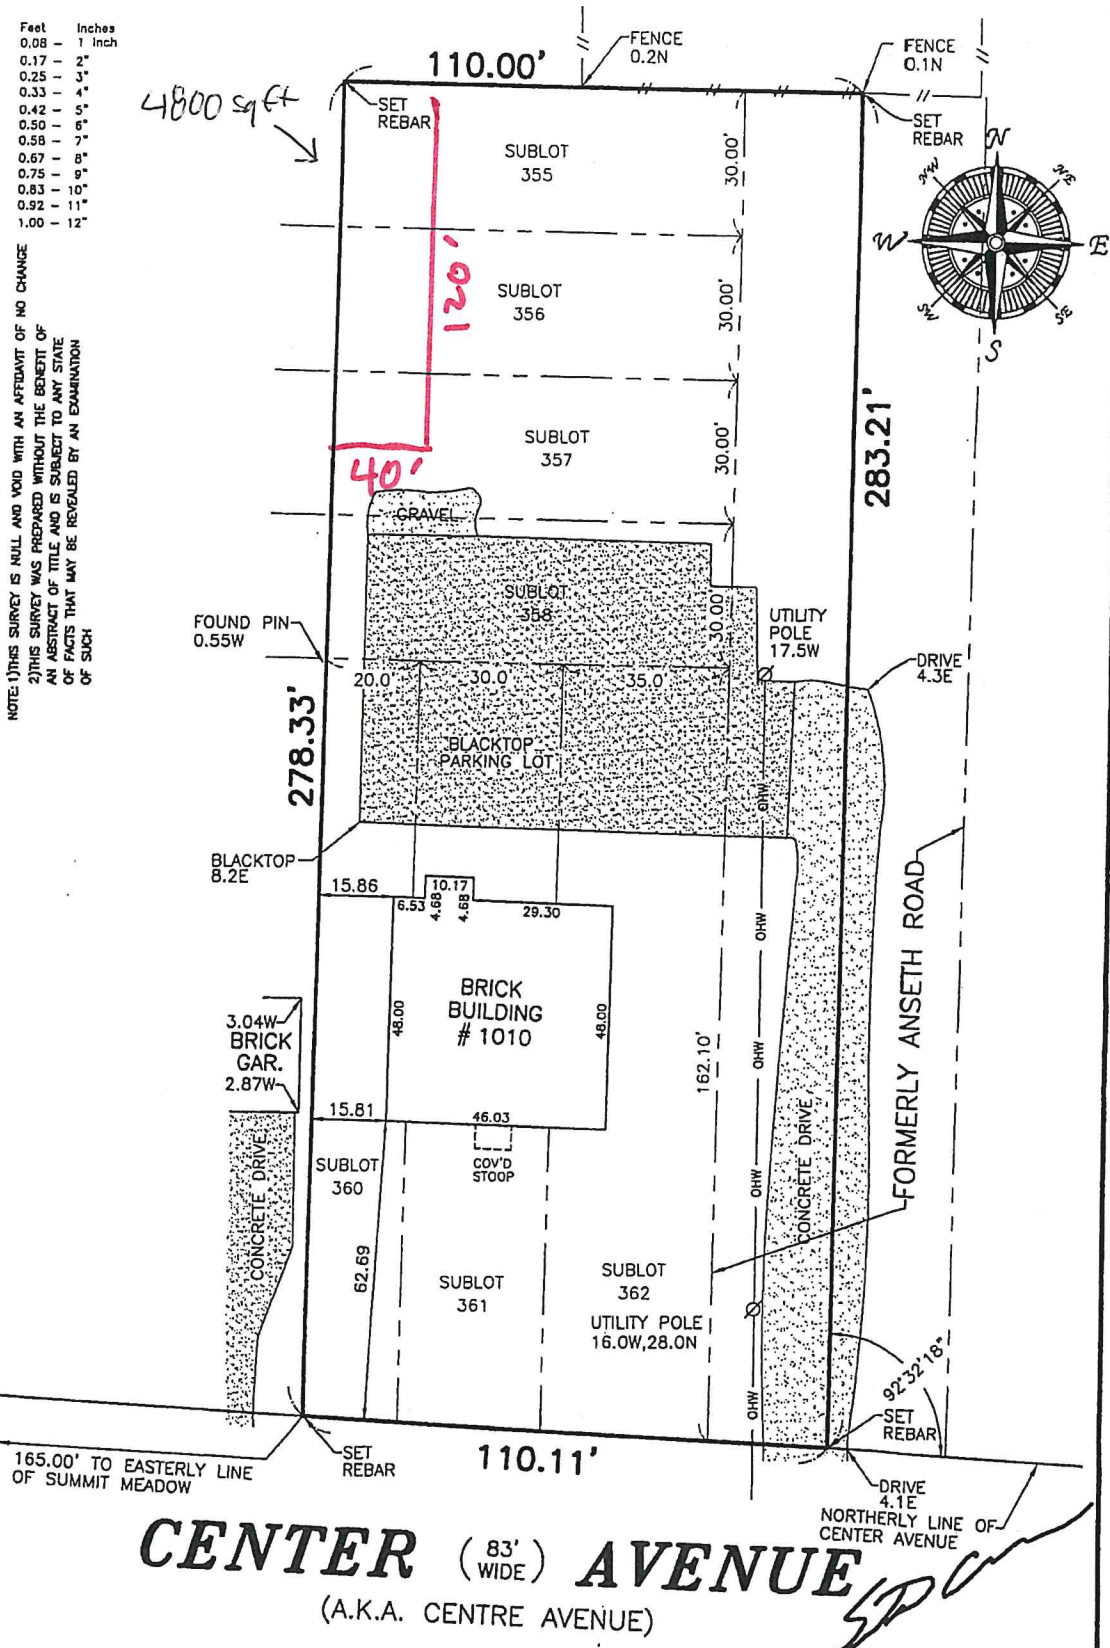 Feet Inches
0.08 - 1 Inch
0.17 - 2"
0.25 - 3"
0.33 - 4"
0.42 - 5"
0.50 - 6"
0.58 - 7"
0.67 - 8"
0.75 - 9"
0.83 - 10"
0.92 - 11"
1.00 - 12"
NOTE: 1)THIS SURVEY IS NULL AND VOID WITH AN AFFIDAVIT OF NO CHANGE
2)THIS SURVEY WAS PREPARED WITHOUT THE BENEFIT OF
AN ABSTRACT OF TITLE AND IS SUBJECT TO ANY STATE
OF FACTS THAT MAY BE REVEALED BY AN EXAMINATION
OF SUCH
4800 sq ft
110.00'
FENCE
0.2N
FENCE
0.1N
SET
REBAR
SET
REBAR
N
NE
E
SE
S
SW
W
NW
SUBLOT
355
30.00'
120'
SUBLOT
356
30.00'
SUBLOT
357
30.00'
40'
283.21'
GRAVEL
SUBLOT
358
30.00'
UTILITY
POLE
17.5W
FOUND PIN
0.55W
DRIVE
4.3E
20.0
30.0
35.0
278.33'
BLACKTOP
PARKING LOT
OHW
BLACKTOP
8.2E
15.86
6.53
4.68
10.17
4.68
29.30
OHW
FORMERLY ANSETH ROAD
BRICK
BUILDING
# 1010
48.00
48.00
3.04W
BRICK
GAR.
2.87W
162.10'
OHW
15.81
46.03
CONCRETE DRIVE
COV'D
STOOP
SUBLOT
360
OHW
CONCRETE DRIVE
62.69
SUBLOT
361
SUBLOT
362
UTILITY POLE
16.0W,28.0N
OHW
92°32'18"
SET
REBAR
SET
REBAR
110.11'
165.00' TO EASTERLY LINE
OF SUMMIT MEADOW
DRIVE
4.1E
NORTHERLY LINE OF
CENTER AVENUE
CENTER (83' WIDE) AVENUE
(A.K.A. CENTRE AVENUE)